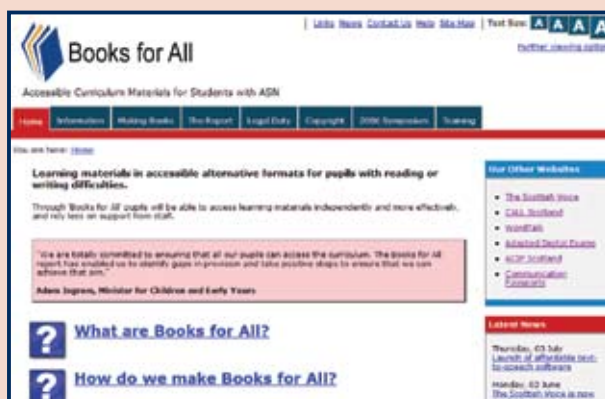 Links News Contact Us Help Site Map Text Size: A A A A
Further viewing options
Books for All
Accessible Curriculum Materials for Students with ASN
Home Information Making Books The Report Legal Duty Copyright 2006 Symposium Training
You are here: Home
Learning materials in accessible alternative formats for pupils with reading or
writing difficulties.
Through 'Books for All' pupils will be able to access learning materials independently and more effectively,
and rely less on support from staff.
"We are totally committed to ensuring that all our pupils can access the curriculum. The Books for All
report has enabled us to identify gaps in provision and take positive steps to ensure that we can
achieve that aim."
Adam Ingram, Minister for Children and Early Years
What are Books for All?
How do we make Books for All?
Our Other Websites
The Scottish Voice
CALL Scotland
WordTalk
Adapted Digital Exams
ACIP Scotland
Communication
Passports
Latest News
Thursday, 03 July
Launch of affordable text-
to-speech software
Monday, 02 June
The Scottish Voice is now